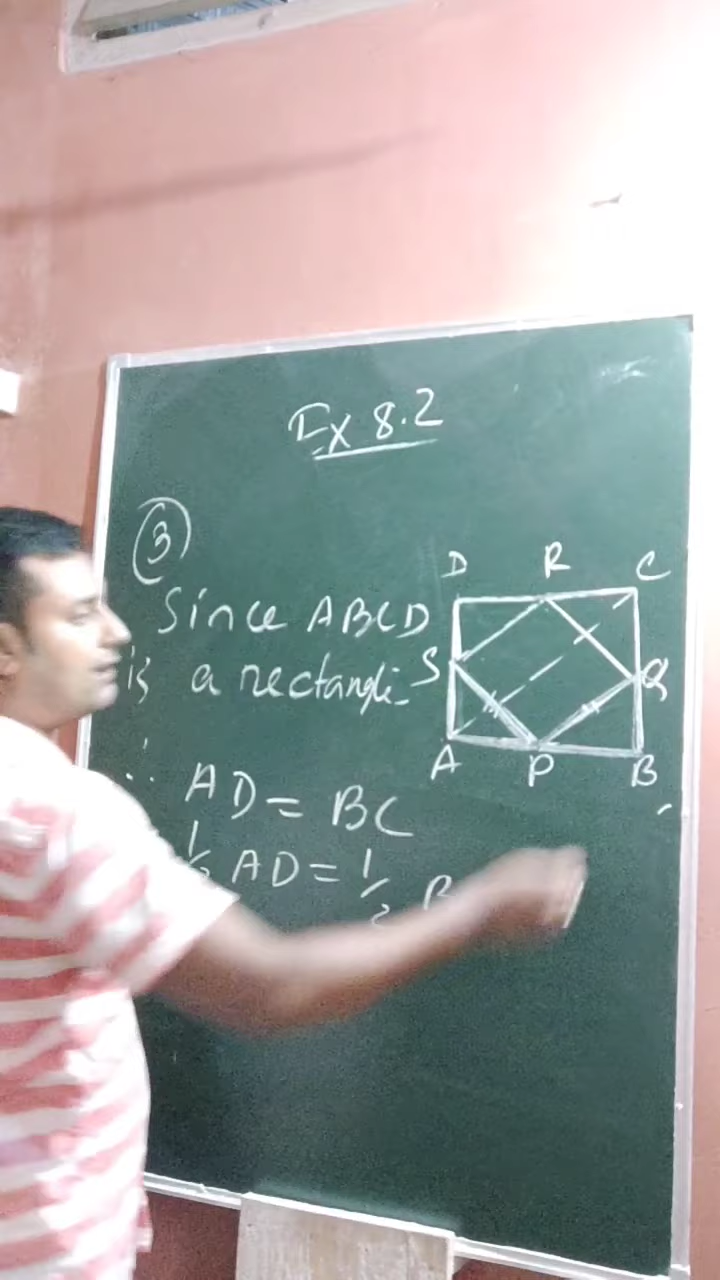 Ex 8.2
3
Since ABCD
is a rectangle
∴ AD = BC
1/2 AD = 1/2 B
D R C
S Q
A P B